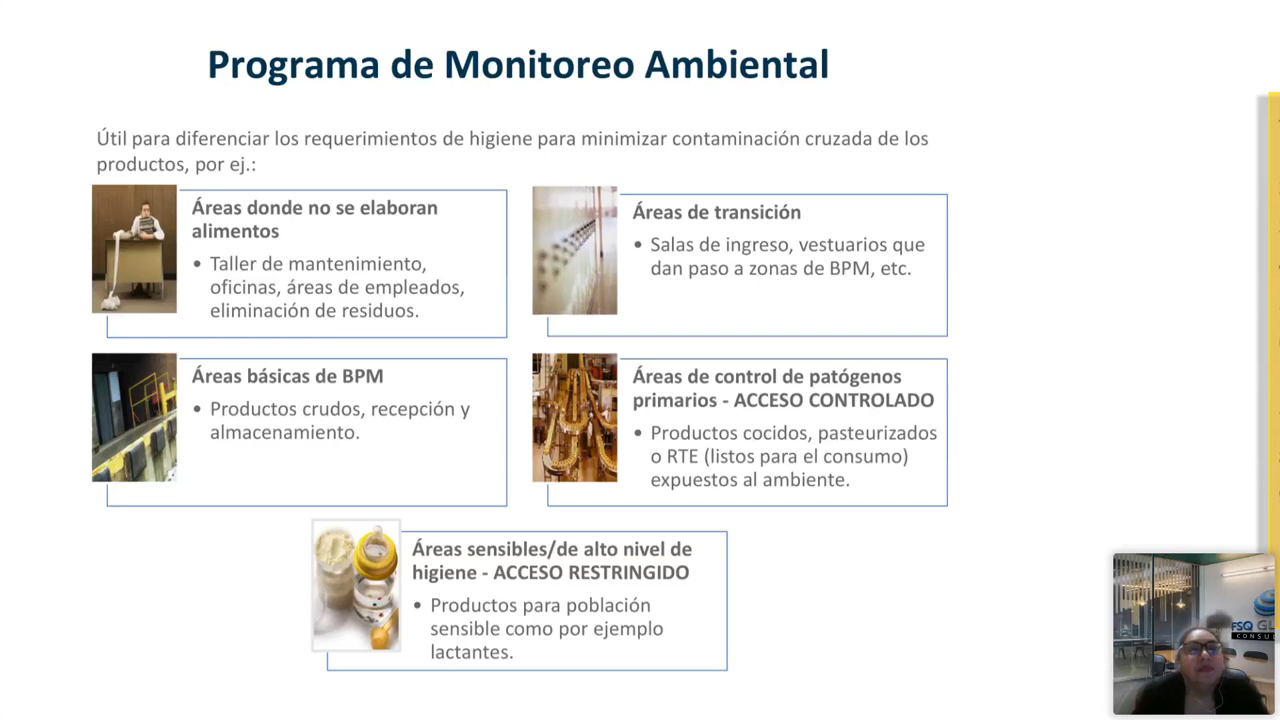 Programa de Monitoreo Ambiental
Útil para diferenciar los requerimientos de higiene para minimizar contaminación cruzada de los
productos, por ej.:
Áreas donde no se elaboran
alimentos
• Taller de mantenimiento,
oficinas, áreas de empleados,
eliminación de residuos.
Áreas de transición
• Salas de ingreso, vestuarios que
dan paso a zonas de BPM, etc.
Áreas básicas de BPM
• Productos crudos, recepción y
almacenamiento.
Áreas de control de patógenos
primarios - ACCESO CONTROLADO
• Productos cocidos, pasteurizados
o RTE (listos para el consumo)
expuestos al ambiente.
Áreas sensibles/de alto nivel de
higiene - ACCESO RESTRINGIDO
• Productos para población
sensible como por ejemplo
lactantes.
FSQ GL
CONSUL